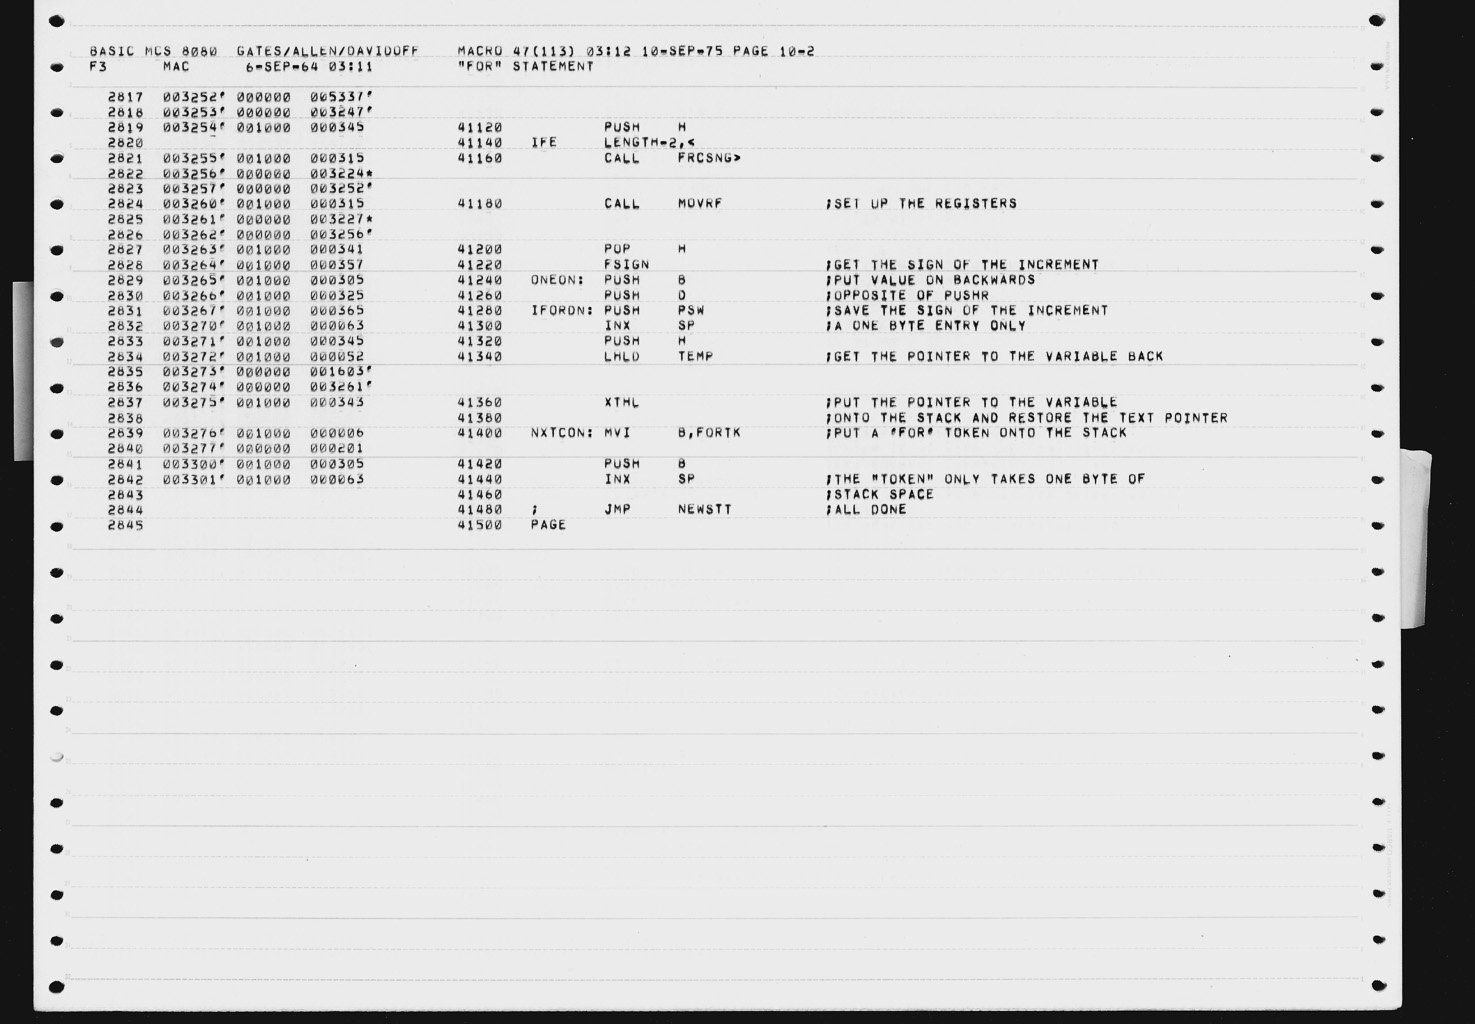 BASIC MCS 8080  GATES/ALLEN/DAVIDOFF    MACRO 47(113) 03:12 10-SEP-75 PAGE 10-2
F3      MAC      6-SEP-64 03:11         "FOR" STATEMENT
2817  003252' 000000  005337'
2818  003253' 000000  003247'
2819  003254' 001000  000345          41120           PUSH    H
2820                                  41140   IFE     LENGTH-2,<
2821  003255' 001000  000315          41160           CALL    FRCSNG>
2822  003256' 000000  003224*
2823  003257' 000000  003252'
2824  003260' 001000  000315          41180           CALL    MOVRF           ;SET UP THE REGISTERS
2825  003261' 000000  003227*
2826  003262' 000000  003256'
2827  003263' 001000  000341          41200           POP     H
2828  003264' 001000  000357          41220           FSIGN                   ;GET THE SIGN OF THE INCREMENT
2829  003265' 001000  000305          41240   ONEON:  PUSH    B               ;PUT VALUE ON BACKWARDS
2830  003266' 001000  000325          41260           PUSH    D               ;OPPOSITE OF PUSHR
2831  003267' 001000  000365          41280   IFORDN: PUSH    PSW             ;SAVE THE SIGN OF THE INCREMENT
2832  003270' 001000  000063          41300           INX     SP              ;A ONE BYTE ENTRY ONLY
2833  003271' 001000  000345          41320           PUSH    H
2834  003272' 001000  000052          41340           LHLD    TEMP            ;GET THE POINTER TO THE VARIABLE BACK
2835  003273' 000000  001603'
2836  003274' 000000  003261'
2837  003275' 001000  000343          41360           XTHL                    ;PUT THE POINTER TO THE VARIABLE
2838                                  41380                                   ;ONTO THE STACK AND RESTORE THE TEXT POINTER
2839  003276' 001000  000006          41400   NXTCON: MVI     B,FORTK         ;PUT A 'FOR' TOKEN ONTO THE STACK
2840  003277' 000000  000201
2841  003300' 001000  000305          41420           PUSH    B
2842  003301' 001000  000063          41440           INX     SP              ;THE "TOKEN" ONLY TAKES ONE BYTE OF
2843                                  41460                                   ;STACK SPACE
2844                                  41480   ;       JMP     NEWSTT          ;ALL DONE
2845                                  41500   PAGE